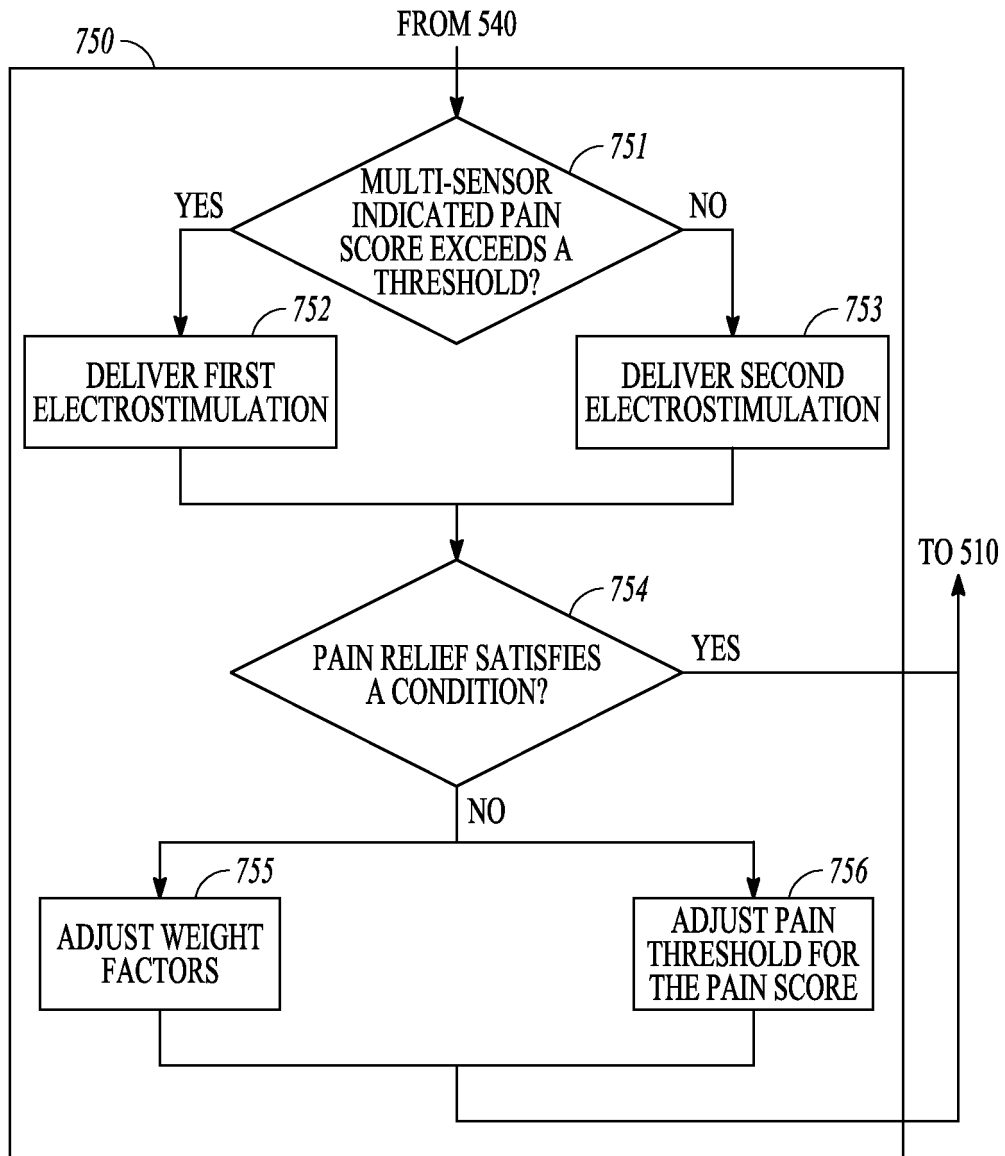 FROM 540
750
751
MULTI-SENSOR
INDICATED PAIN
SCORE EXCEEDS A
THRESHOLD?
YES
NO
752
DELIVER FIRST
ELECTROSTIMULATION
753
DELIVER SECOND
ELECTROSTIMULATION
TO 510
754
PAIN RELIEF SATISFIES
A CONDITION?
YES
NO
755
ADJUST WEIGHT
FACTORS
756
ADJUST PAIN
THRESHOLD FOR
THE PAIN SCORE